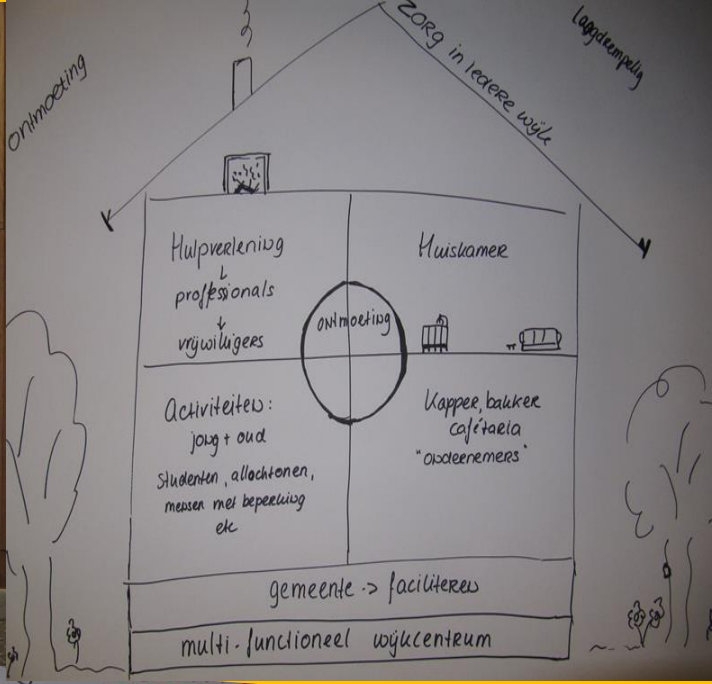 ontmoeting
ZORG in iedere wijk
laagdrempelig
Hulpverlening
↓
professionals
↓
vrijwilligers
Huiskamer
ontmoeting
Activiteiten:
jong + oud
studenten, allochtonen,
mensen met beperking
etc
Kapper, bakker
cafétaria
"ondernemers"
gemeente -> faciliteren
multi-functioneel wijkcentrum